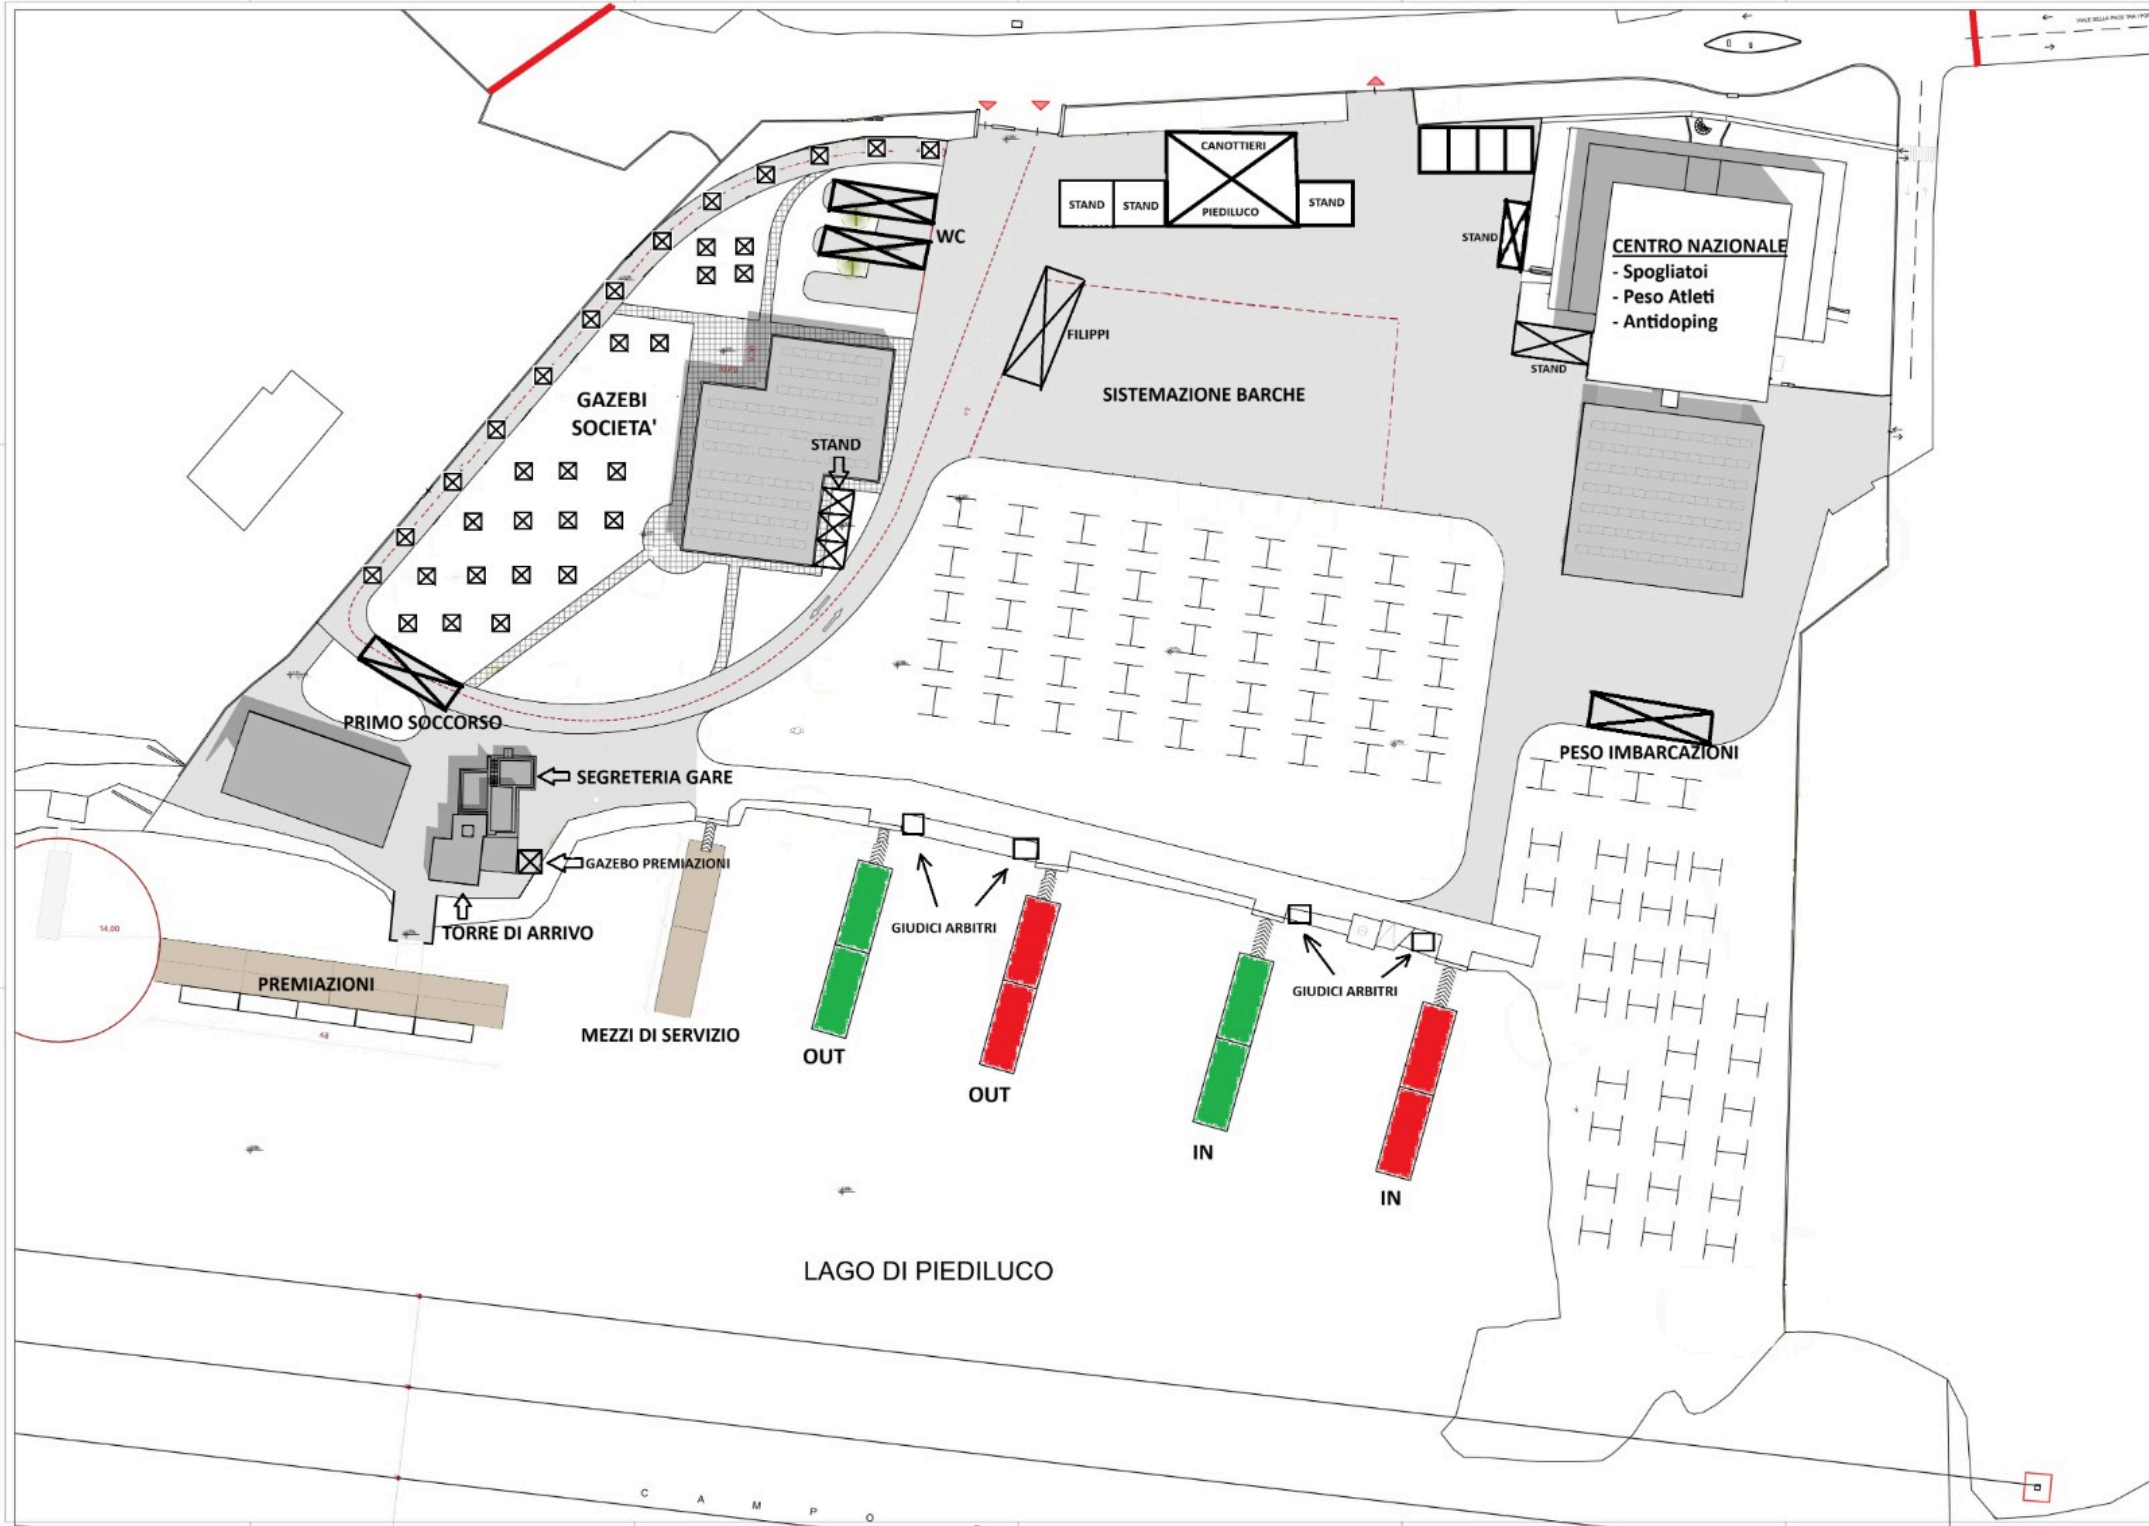 CANOTTIERI
PIEDILUCO
STAND
STAND
STAND
WC
STAND
CENTRO NAZIONALE
- Spogliatoi
- Peso Atleti
- Antidoping
FILIPPI
STAND
SISTEMAZIONE BARCHE
GAZEBI
SOCIETA'
STAND
PRIMO SOCCORSO
PESO IMBARCAZIONI
SEGRETERIA GARE
GAZEBO PREMIAZIONI
TORRE DI ARRIVO
14,00
GIUDICI ARBITRI
PREMIAZIONI
GIUDICI ARBITRI
48
MEZZI DI SERVIZIO
OUT
OUT
IN
IN
LAGO DI PIEDILUCO
C A M P O